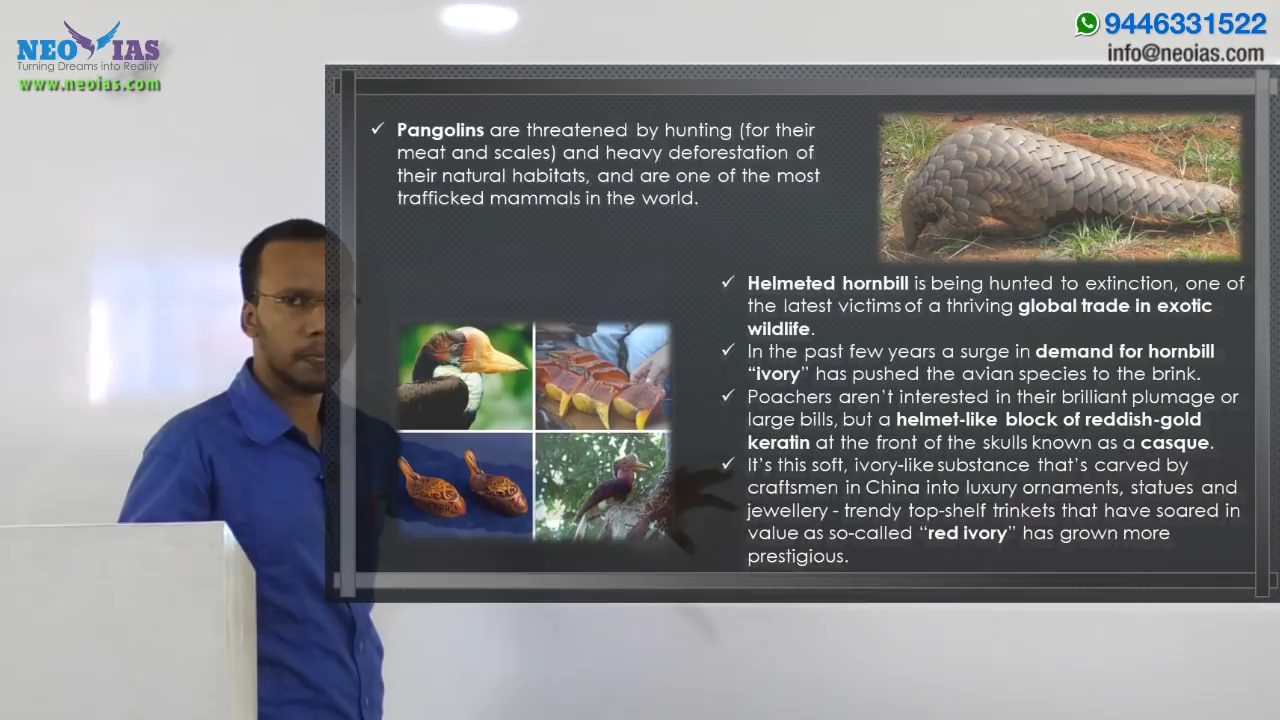 NEO IAS
Turning Dreams into Reality
www.neoias.com
9446331522
info@neoias.com
✓ Pangolins are threatened by hunting (for their
meat and scales) and heavy deforestation of
their natural habitats, and are one of the most
trafficked mammals in the world.
✓ Helmeted hornbill is being hunted to extinction, one of
the latest victims of a thriving global trade in exotic
wildlife.
✓ In the past few years a surge in demand for hornbill
“ivory” has pushed the avian species to the brink.
✓ Poachers aren’t interested in their brilliant plumage or
large bills, but a helmet-like block of reddish-gold
keratin at the front of the skulls known as a casque.
✓ It’s this soft, ivory-like substance that’s carved by
craftsmen in China into luxury ornaments, statues and
jewellery - trendy top-shelf trinkets that have soared in
value as so-called “red ivory” has grown more
prestigious.